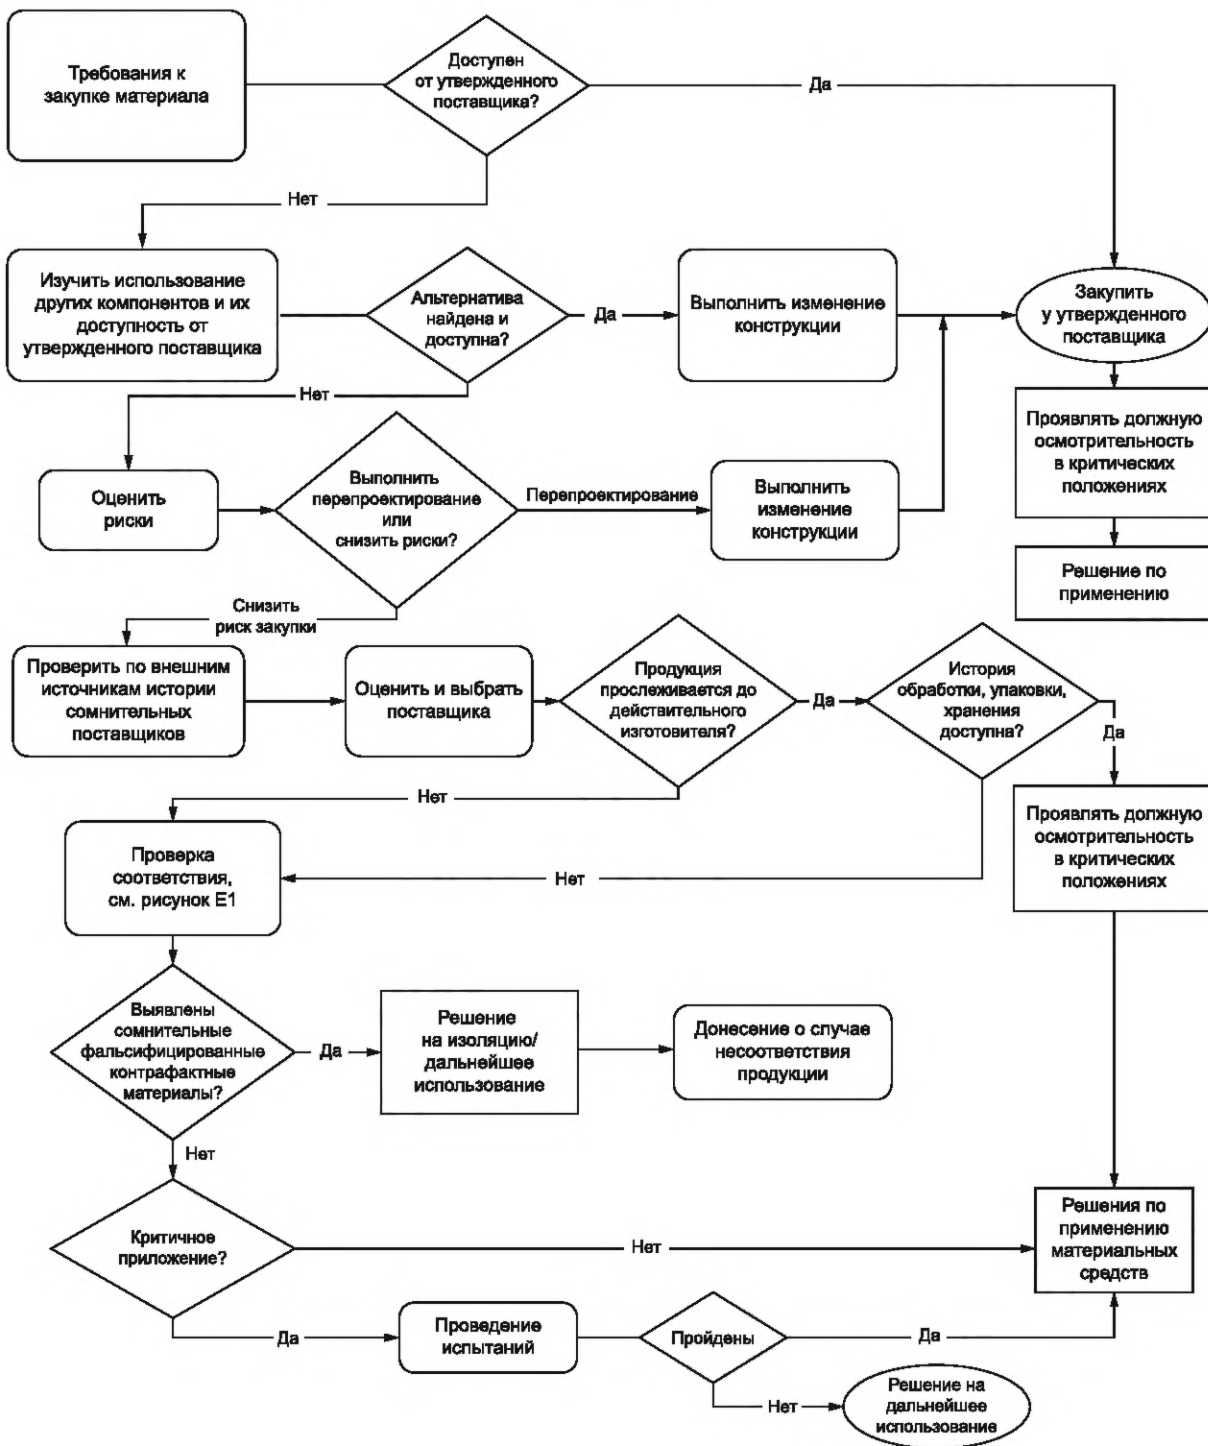 Требования к
закупке материала
Доступен
от утвержденного
поставщика?
Да
Нет
Изучить использование
других компонентов и их
доступность от
утвержденного поставщика
Альтернатива
найдена и
доступна?
Да
Выполнить изменение
конструкции
Закупить
у утвержденного
поставщика
Нет
Проявлять должную
осмотрительность
в критических
положениях
Оценить
риски
Выполнить
перепроектирование
или
снизить риски?
Перепроектирование
Выполнить
изменение
конструкции
Решение по
применению
Снизить
риск закупки
Проверить по внешним
источникам истории
сомнительных
поставщиков
Оценить и выбрать
поставщика
Продукция
прослеживается до
действительного
изготовителя?
Да
История
обработки, упаковки,
хранения
доступна?
Да
Нет
Проявлять должную
осмотрительность
в критических
положениях
Проверка
соответствия,
см. рисунок Е1
Нет
Выявлены
сомнительные
фальсифицированные
контрафактные
материалы?
Да
Решение
на изоляцию/
дальнейшее
использование
Донесение о случае
несоответствия
продукции
Нет
Критичное
приложение?
Нет
Решения по
применению
материальных
средств
Да
Проведение
испытаний
Пройдены
Да
Нет
Решение на
дальнейшее
использование